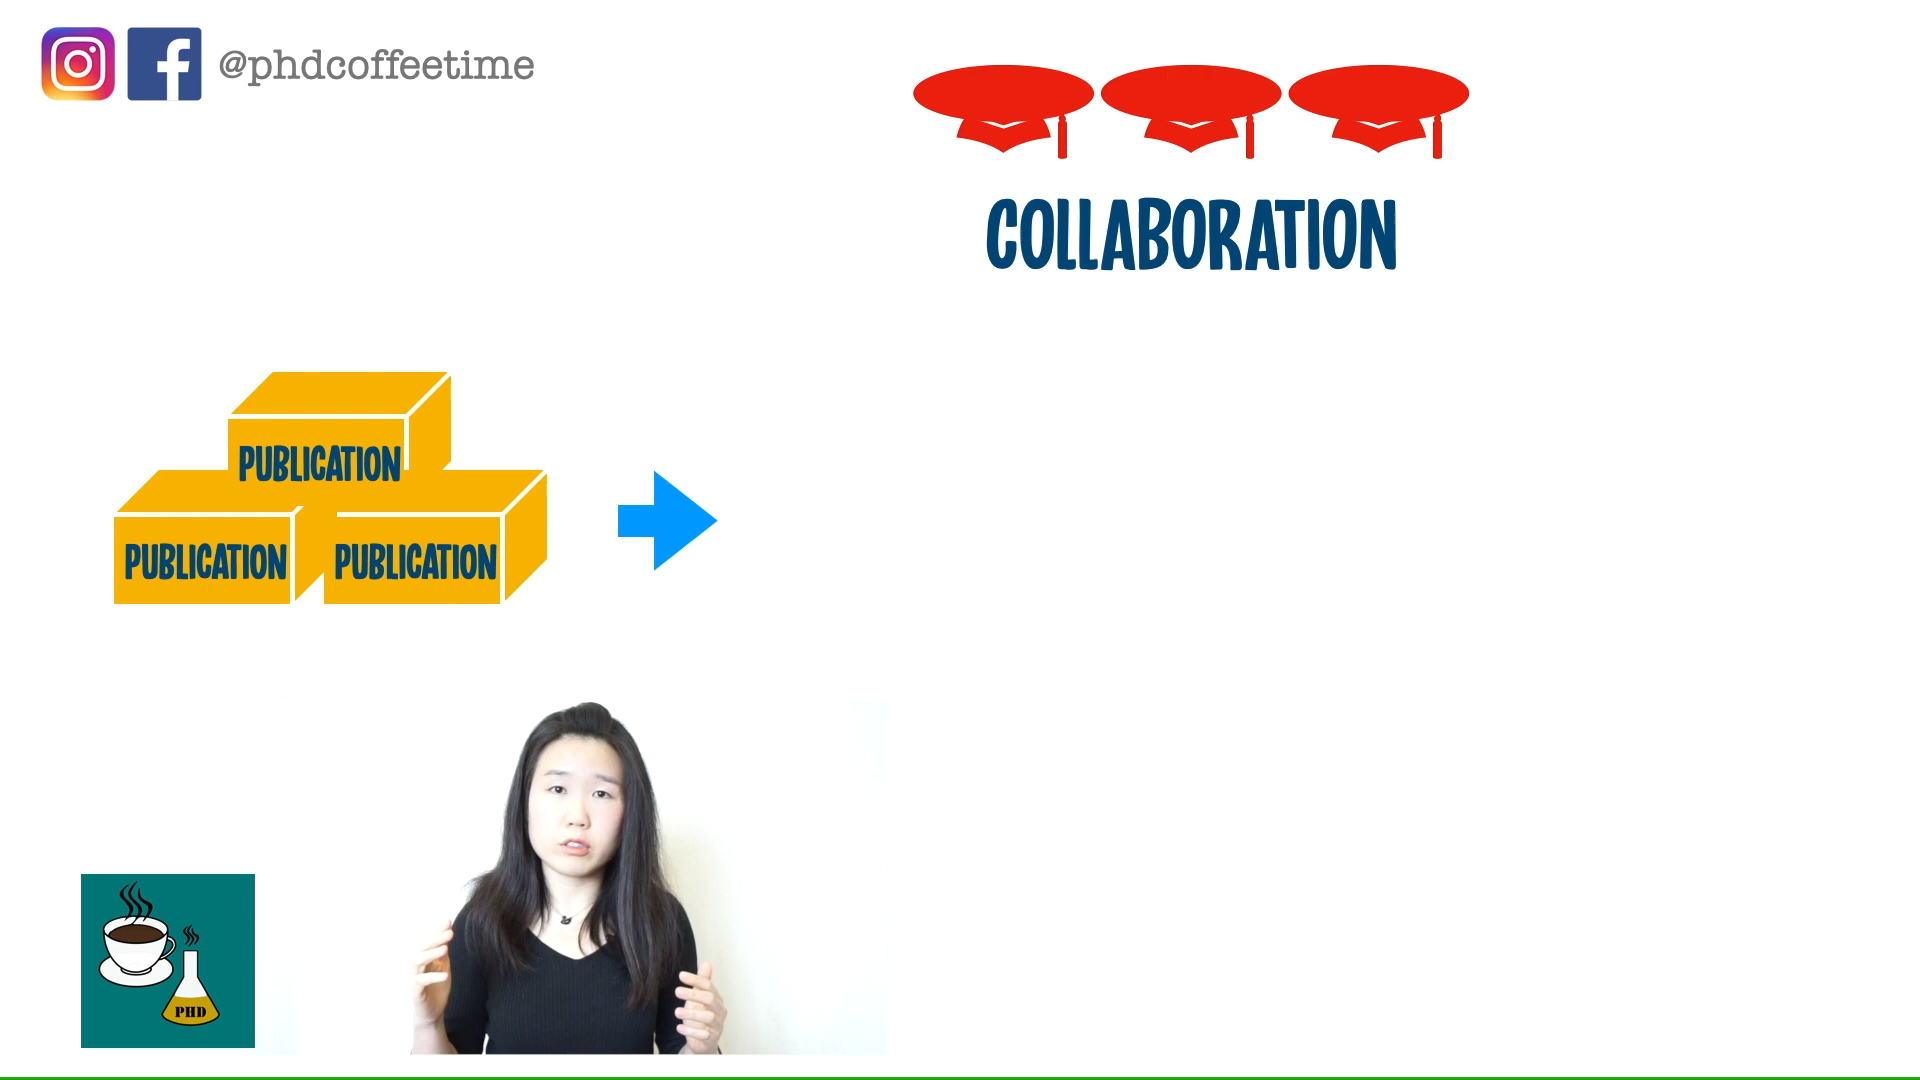 @phdcoffeetime
COLLABORATION
PUBLICATION
PUBLICATION
PUBLICATION
PHD